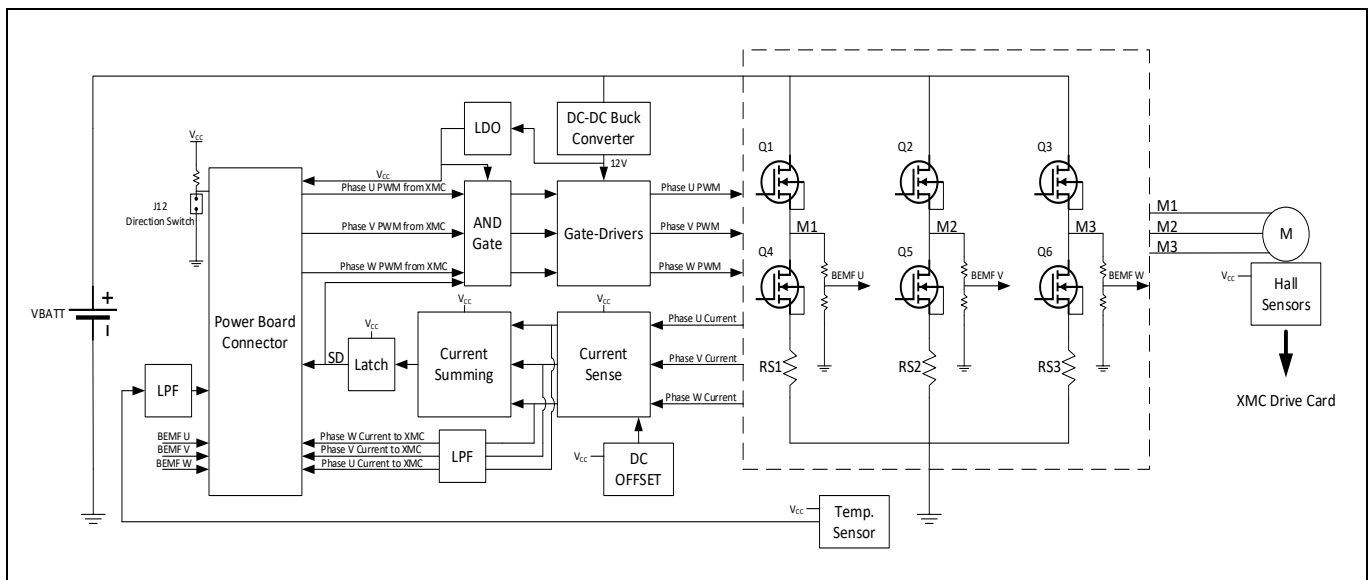 DC-DC Buck
Converter
LDO
12V
Q1
Q2
Q3
VCC
VCC
J12
Direction Switch
Phase U PWM from XMC
Phase V PWM from XMC
Phase W PWM from XMC
AND
Gate
Gate-Drivers
Phase U PWM
Phase V PWM
Phase W PWM
M1
M2
M3
Q4
Q5
Q6
BEMF U
BEMF V
BEMF W
M1
M2
M3
M
VCC
Hall
Sensors
XMC Drive Card
VBATT
+
-
Power Board
Connector
SD
VCC
Latch
VCC
Current
Summing
VCC
Current
Sense
Phase U Current
Phase V Current
Phase W Current
RS1
RS2
RS3
LPF
BEMF U
BEMF V
BEMF W
Phase W Current to XMC
Phase V Current to XMC
Phase U Current to XMC
LPF
VCC
DC
OFFSET
VCC
Temp.
Sensor